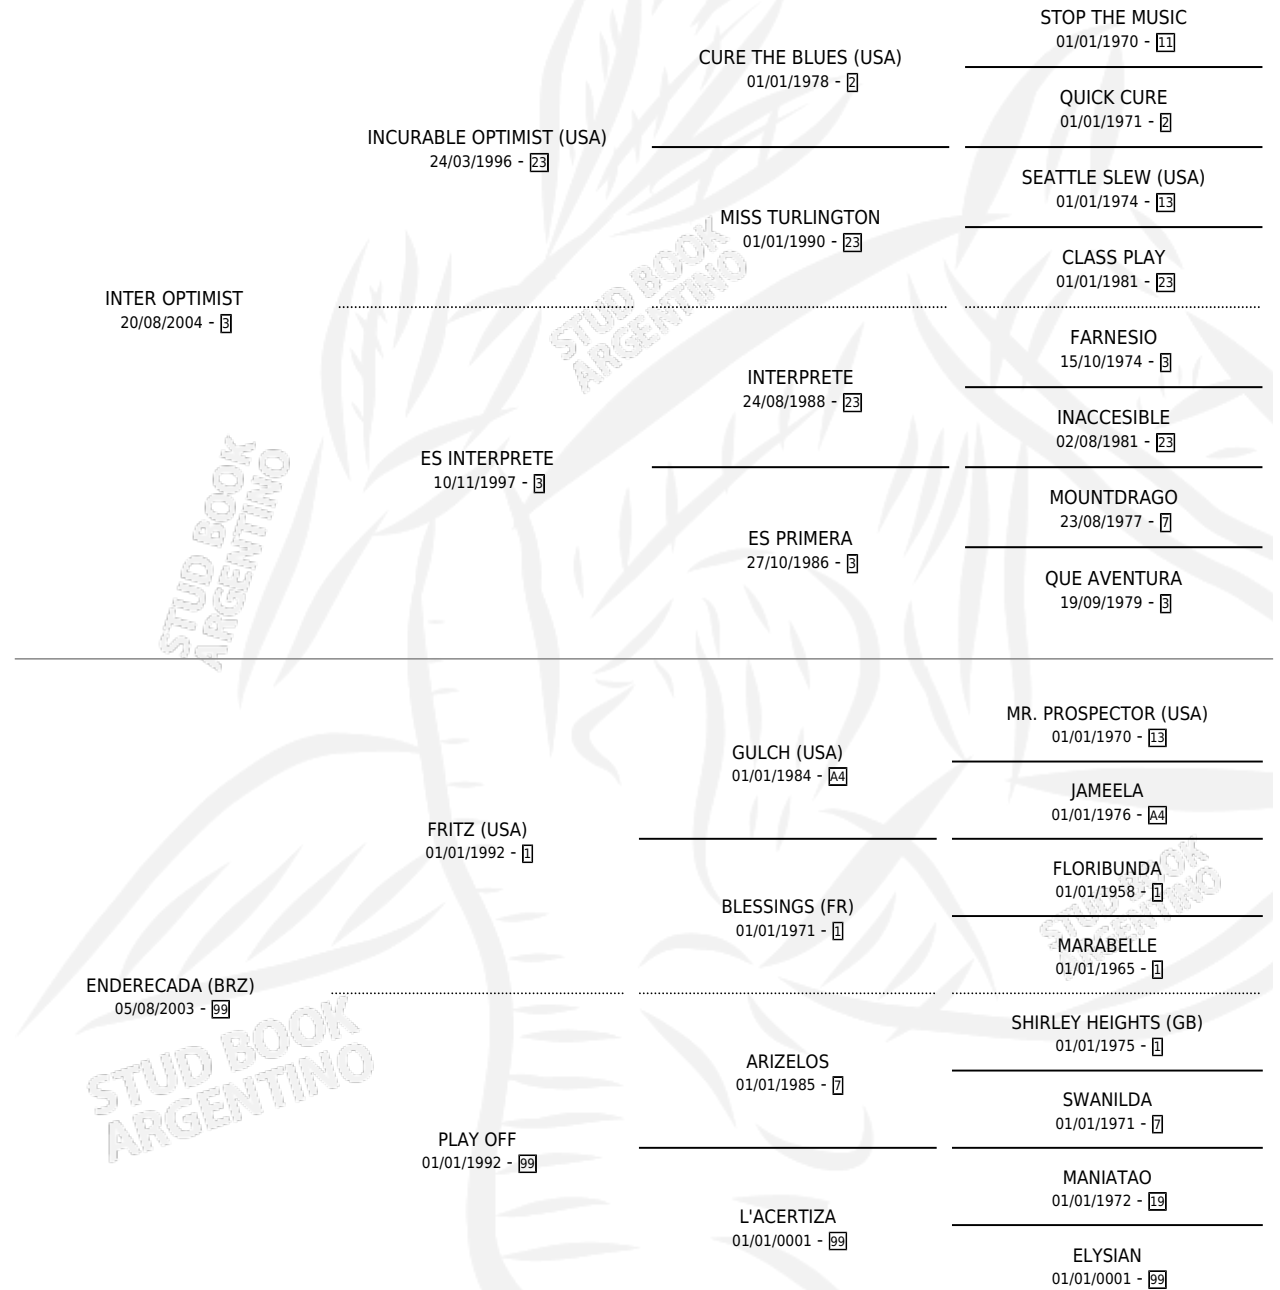 STOP THE MUSIC
01/01/1970 - 11
CURE THE BLUES (USA)
01/01/1978 - 2
QUICK CURE
01/01/1971 - 2
INCURABLE OPTIMIST (USA)
24/03/1996 - 23
SEATTLE SLEW (USA)
01/01/1974 - 13
MISS TURLINGTON
01/01/1990 - 23
CLASS PLAY
01/01/1981 - 23
INTER OPTIMIST
20/08/2004 - 3
STUD BOOK
ARGENTINO
FARNESIO
15/10/1974 - 3
INTERPRETE
24/08/1988 - 23
INACCESIBLE
02/08/1981 - 23
ES INTERPRETE
10/11/1997 - 3
MOUNTDRAGO
23/08/1977 - 7
ES PRIMERA
27/10/1986 - 3
QUE AVENTURA
19/09/1979 - 3
STUD BOOK
ARGENTINO
MR. PROSPECTOR (USA)
01/01/1970 - 13
GULCH (USA)
01/01/1984 - A4
JAMEELA
01/01/1976 - A4
FRITZ (USA)
01/01/1992 - 1
FLORIBUNDA
01/01/1958 - 1
BLESSINGS (FR)
01/01/1971 - 1
STUD BOOK
ARGENTINO
MARABELLE
01/01/1965 - 1
ENDERECADA (BRZ)
05/08/2003 - 99
SHIRLEY HEIGHTS (GB)
01/01/1975 - 1
STUD BOOK
ARGENTINO
ARIZELOS
01/01/1985 - 7
SWANILDA
01/01/1971 - 7
PLAY OFF
01/01/1992 - 99
MANIATAO
01/01/1972 - 19
L'ACERTIZA
01/01/0001 - 99
ELYSIAN
01/01/0001 - 99